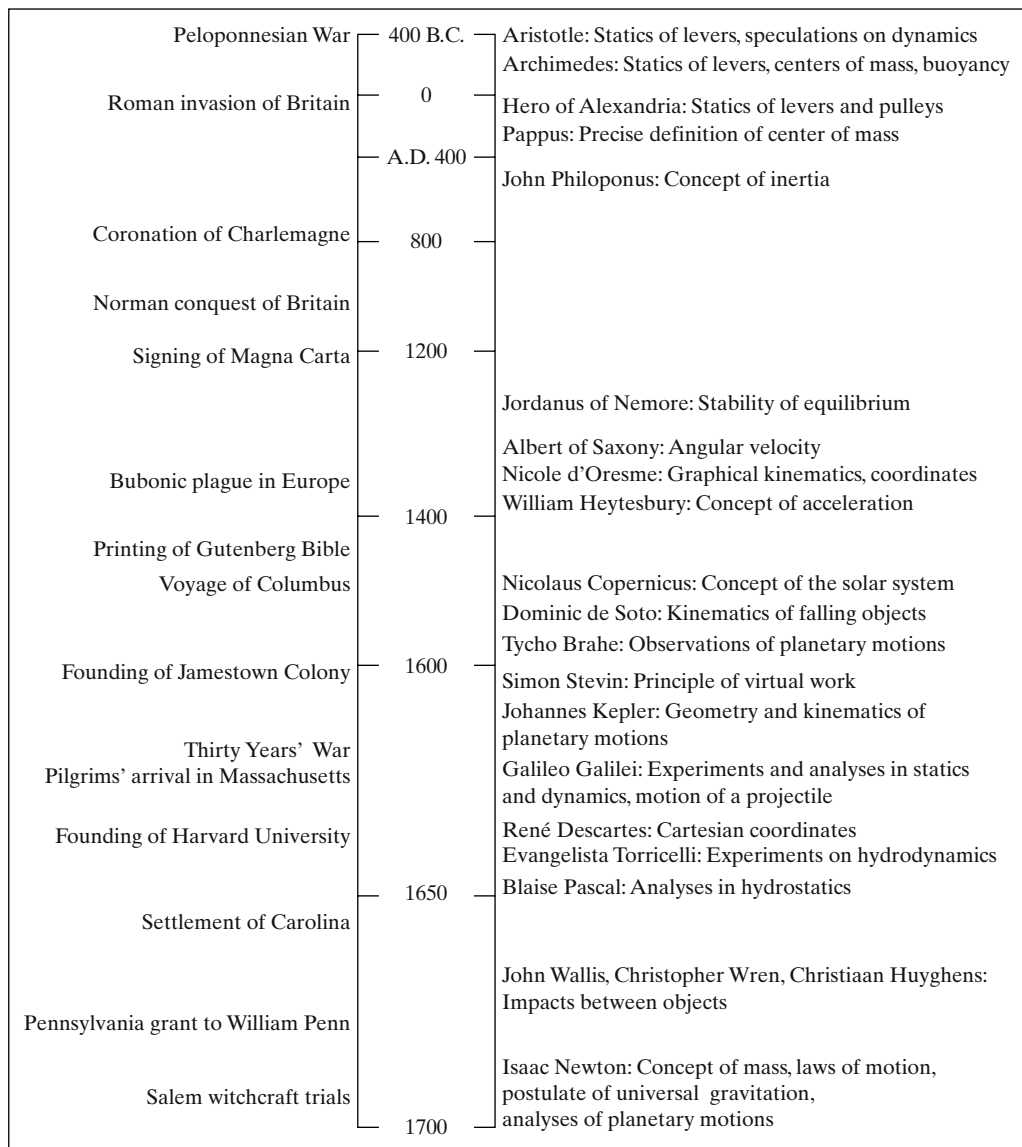 Peloponnesian War
400 B.C.
Aristotle: Statics of levers, speculations on dynamics
Archimedes: Statics of levers, centers of mass, buoyancy
Roman invasion of Britain
0
Hero of Alexandria: Statics of levers and pulleys
Pappus: Precise definition of center of mass
A.D. 400
John Philoponus: Concept of inertia
Coronation of Charlemagne
800
Norman conquest of Britain
Signing of Magna Carta
1200
Jordanus of Nemore: Stability of equilibrium
Albert of Saxony: Angular velocity
Bubonic plague in Europe
Nicole d'Oresme: Graphical kinematics, coordinates
William Heytesbury: Concept of acceleration
1400
Printing of Gutenberg Bible
Voyage of Columbus
Nicolaus Copernicus: Concept of the solar system
Dominic de Soto: Kinematics of falling objects
Tycho Brahe: Observations of planetary motions
Founding of Jamestown Colony
1600
Simon Stevin: Principle of virtual work
Johannes Kepler: Geometry and kinematics of
planetary motions
Thirty Years' War
Pilgrims' arrival in Massachusetts
Galileo Galilei: Experiments and analyses in statics
and dynamics, motion of a projectile
Founding of Harvard University
René Descartes: Cartesian coordinates
Evangelista Torricelli: Experiments on hydrodynamics
1650
Blaise Pascal: Analyses in hydrostatics
Settlement of Carolina
John Wallis, Christopher Wren, Christiaan Huyghens:
Impacts between objects
Pennsylvania grant to William Penn
Isaac Newton: Concept of mass, laws of motion,
postulate of universal gravitation,
analyses of planetary motions
Salem witchcraft trials
1700